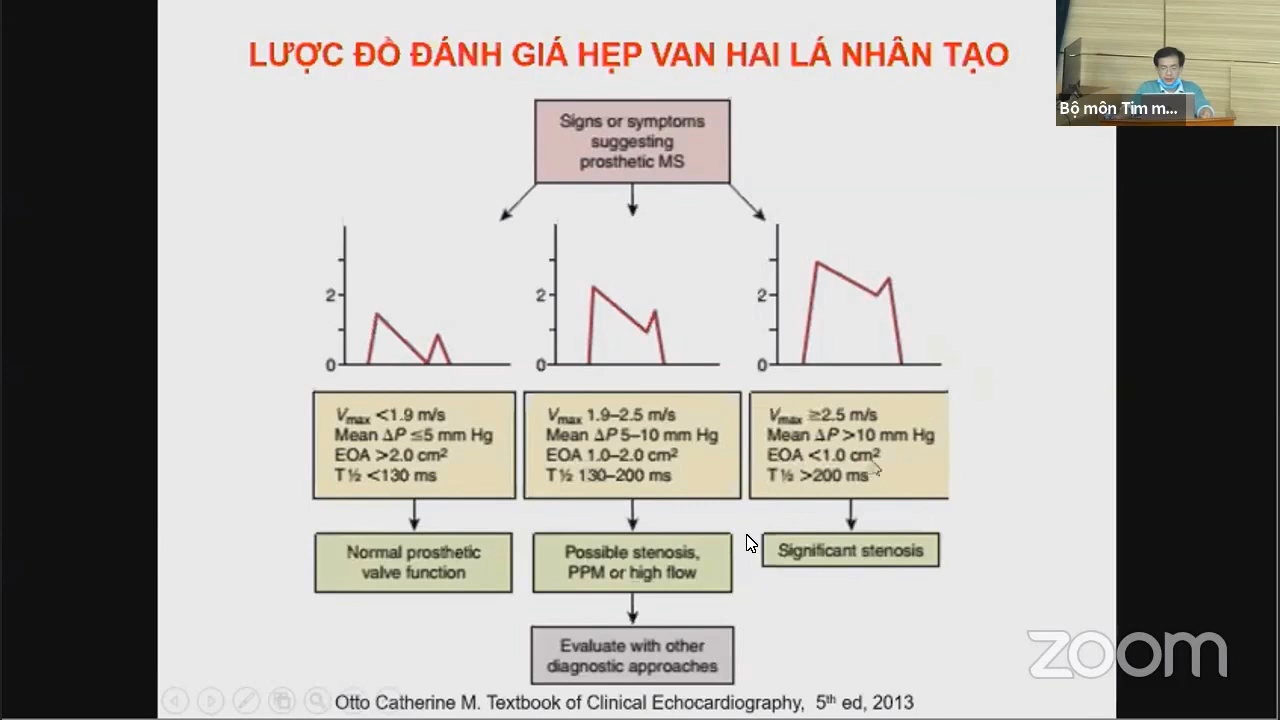 LƯỢC ĐỒ ĐÁNH GIÁ HẸP VAN HAI LÁ NHÂN TẠO
Bộ môn Tim m...
Signs or symptoms
suggesting
prosthetic MS
2
0
2
0
2
0
Vmax <1.9 m/s
Mean ΔP ≤5 mm Hg
EOA >2.0 cm²
T½ <130 ms
Vmax 1.9–2.5 m/s
Mean ΔP 5–10 mm Hg
EOA 1.0–2.0 cm²
T½ 130–200 ms
Vmax ≥2.5 m/s
Mean ΔP >10 mm Hg
EOA <1.0 cm²
T½ >200 ms
Normal prosthetic
valve function
Possible stenosis,
PPM or high flow
Significant stenosis
Evaluate with other
diagnostic approaches
zoom
Otto Catherine M. Textbook of Clinical Echocardiography, 5th ed, 2013